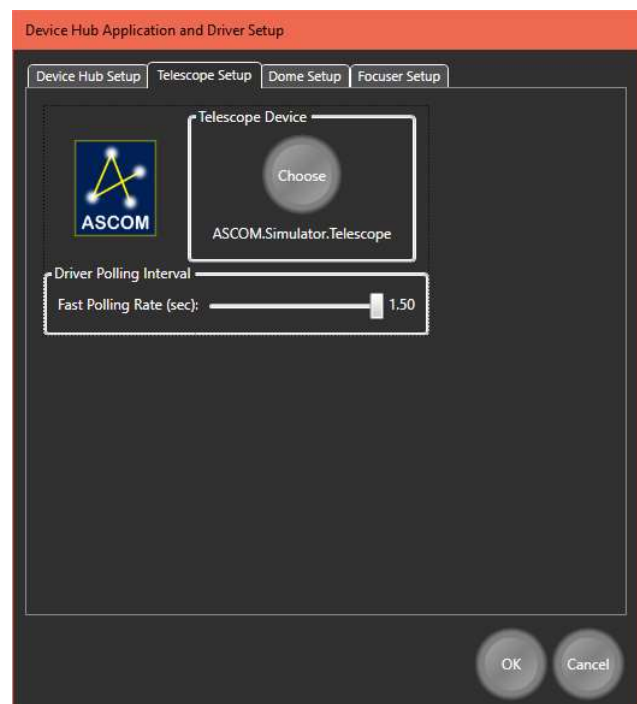 Device Hub Application and Driver Setup
Device Hub Setup Telescope Setup Dome Setup Focuser Setup
Telescope Device
Choose
ASCOM
ASCOM.Simulator.Telescope
Driver Polling Interval
Fast Polling Rate (sec): 1.50
OK Cancel